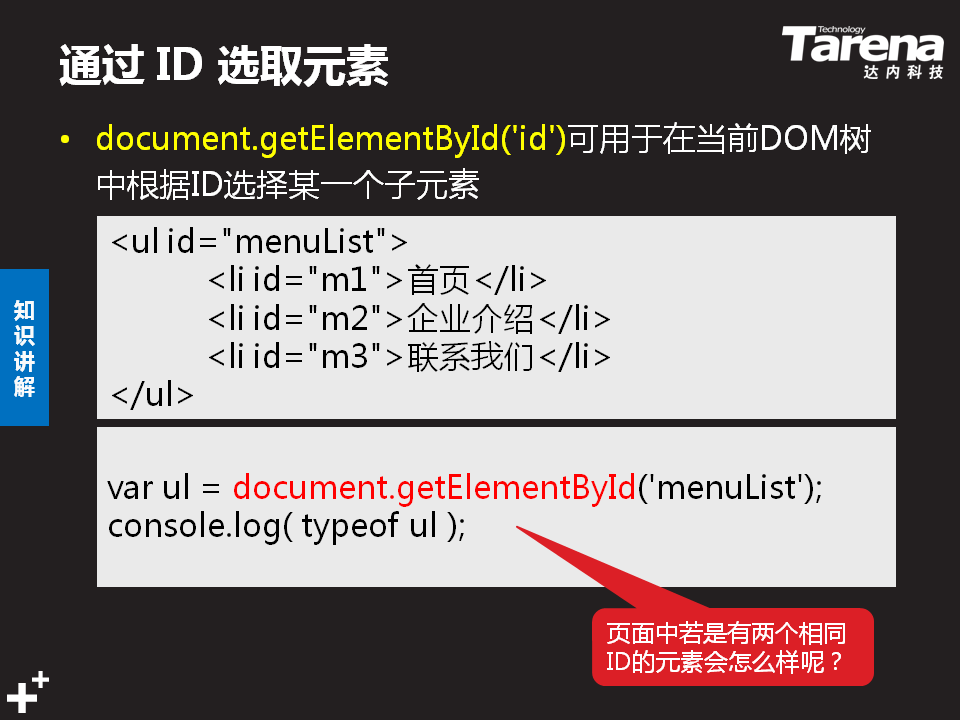 通过 ID 选取元素
Technology
Tarena
达内科技
• document.getElementById('id')可用于在当前DOM树
中根据ID选择某一个子元素
<ul id="menuList">
<li id="m1">首页</li>
<li id="m2">企业介绍</li>
<li id="m3">联系我们</li>
</ul>
知识讲解
var ul = document.getElementById('menuList');
console.log( typeof ul );
页面中若是有两个相同
ID的元素会怎么样呢？